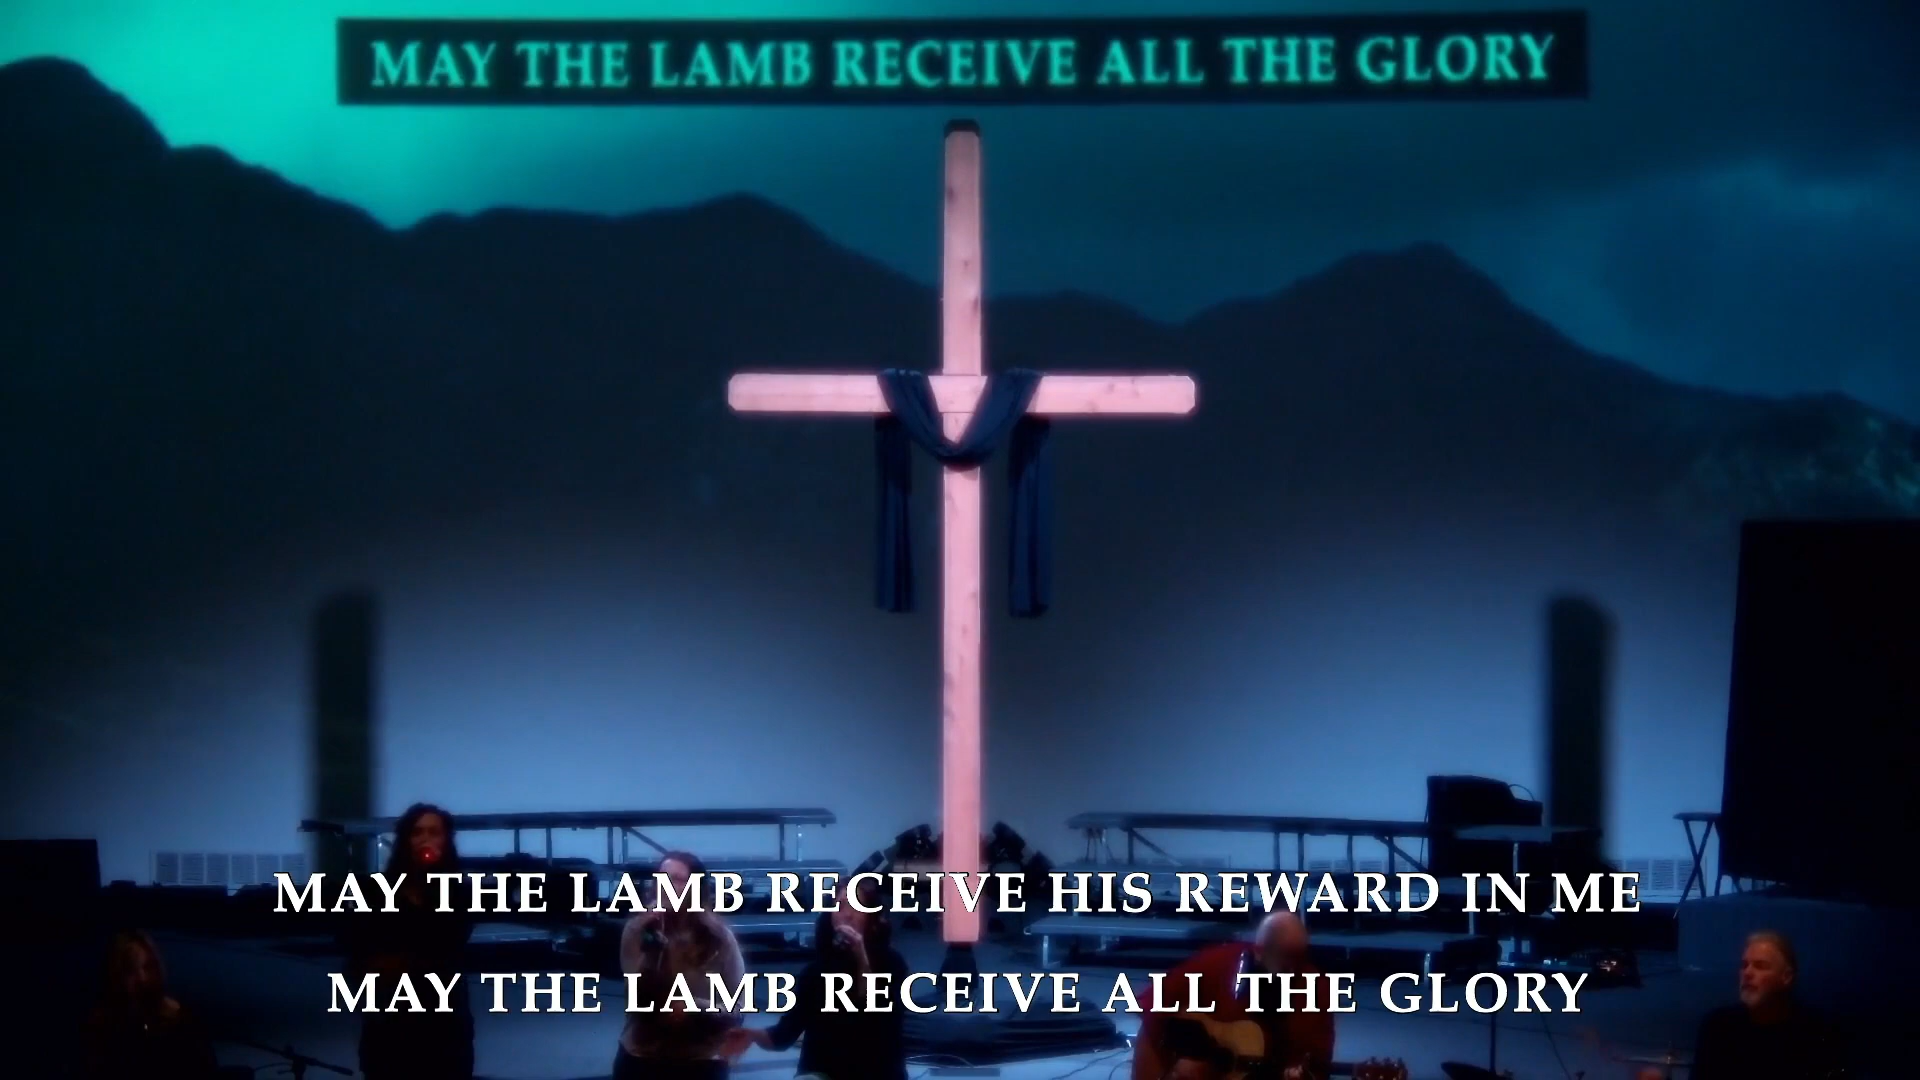 MAY THE LAMB RECEIVE ALL THE GLORY
MAY THE LAMB RECEIVE HIS REWARD IN ME
MAY THE LAMB RECEIVE ALL THE GLORY